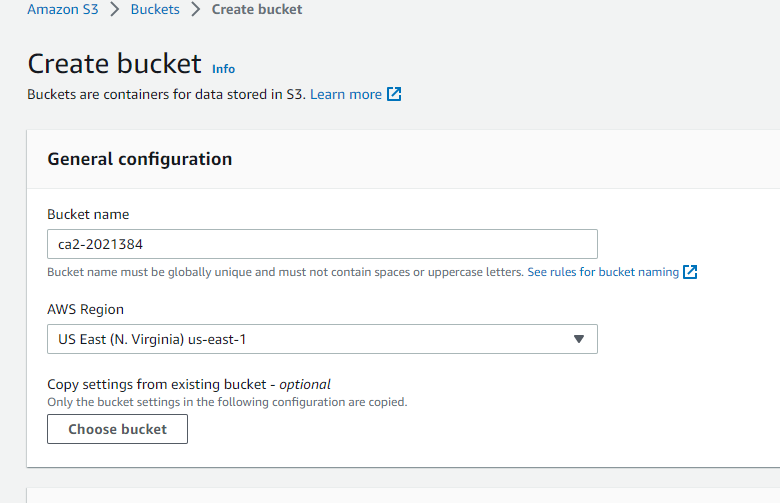 Amazon S3 > Buckets > Create bucket
Create bucket Info
Buckets are containers for data stored in S3. Learn more
General configuration
Bucket name
ca2-2021384
Bucket name must be globally unique and must not contain spaces or uppercase letters. See rules for bucket naming
AWS Region
US East (N. Virginia) us-east-1
Copy settings from existing bucket - optional
Only the bucket settings in the following configuration are copied.
Choose bucket